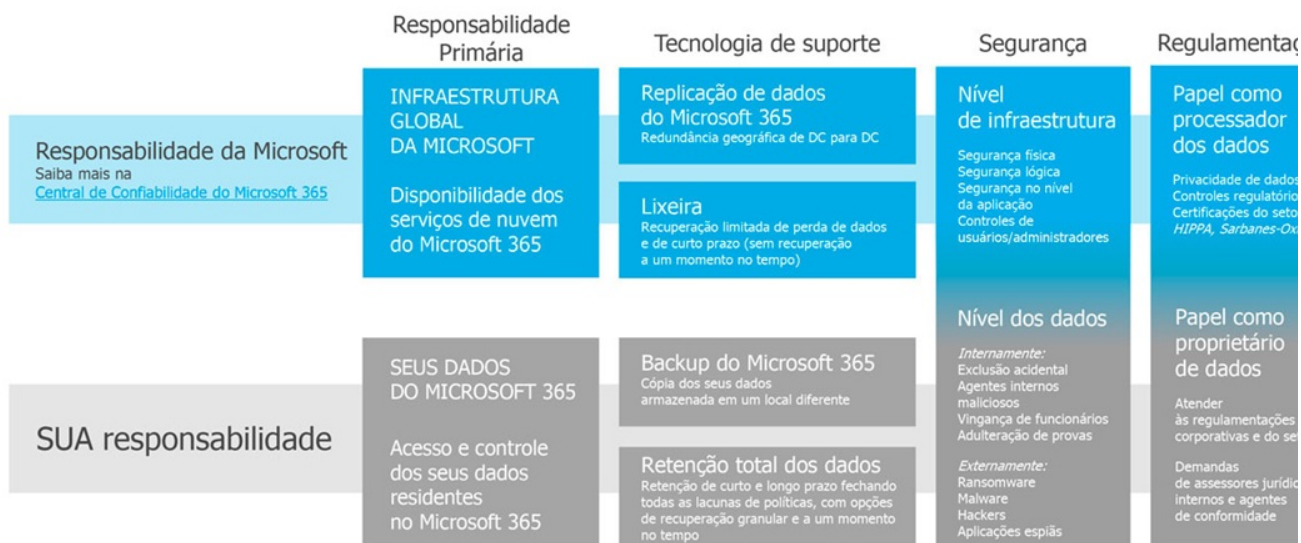 Responsabilidade
Primária
Tecnologia de suporte
Segurança
Responsabilidade da Microsoft
Saiba mais na
Central de Confiabilidade do Microsoft 365
INFRAESTRUTURA
GLOBAL
DA MICROSOFT
Disponibilidade dos
serviços de nuvem
do Microsoft 365
Replicação de dados
do Microsoft 365
Redundância geográfica de DC para DC
Lixeira
Recuperação limitada de perda de dados
e de curto prazo (sem recuperação
a um momento no tempo)
Nível
de infraestrutura
Segurança física
Segurança lógica
Segurança no nível
da aplicação
Controles de
usuários/administradores
Papel como
processador
dos dados
Privacidade de dados
Controles
Certificações do
HIPPA,
SUA responsabilidade
SEUS DADOS
DO MICROSOFT 365
Acesso e controle
dos seus dados
residentes
no Microsoft 365
Backup do Microsoft 365
Cópia dos seus dados
armazenada em um local diferente
Retenção total dos dados
Retenção de curto e longo prazo fechando
todas as lacunas de políticas, com opções
de recuperação granular e a um momento
no tempo
Nível dos dados
Internamente:
Exclusão acidental
Agentes internos
maliciosos
Vingança de funcionários
Adulteração de provas
Externamente:
Ransomware
Malware
Hackers
Aplicações espiãs
Papel como
proprietário
de dados
Atender
às regulamentações
corporativas e do
Demandas
de assessores
internos e agentes
de conformidade